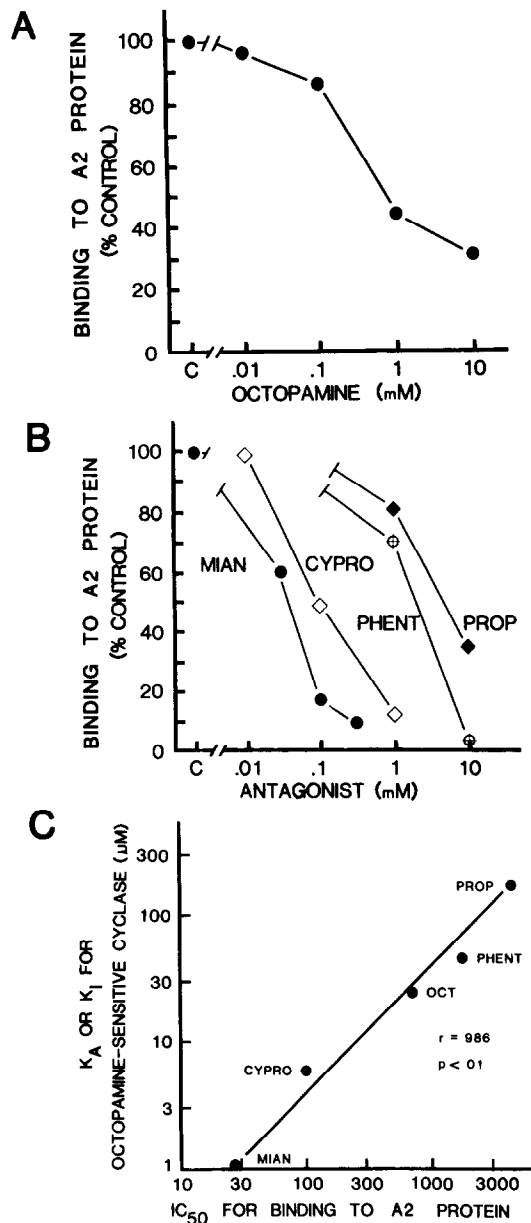 A
BINDING TO A2 PROTEIN
(% CONTROL)
100
80
60
40
20
0
C .01 .1 1 10
OCTOPAMINE (mM)
B
BINDING TO A2 PROTEIN
(% CONTROL)
100
80
60
40
20
0
MIAN CYPRO
PHENT PROP
C .01 .1 1 10
ANTAGONIST (mM)
C
K_A OR K_I FOR
OCTOPAMINE-SENSITIVE CYCLASE (µM)
300
100
30
10
3
1
PROP
PHENT
OCT
r = 986
p < 01
CYPRO
MIAN
10 30 100 300 1000 3000
IC50 FOR BINDING TO A2 PROTEIN